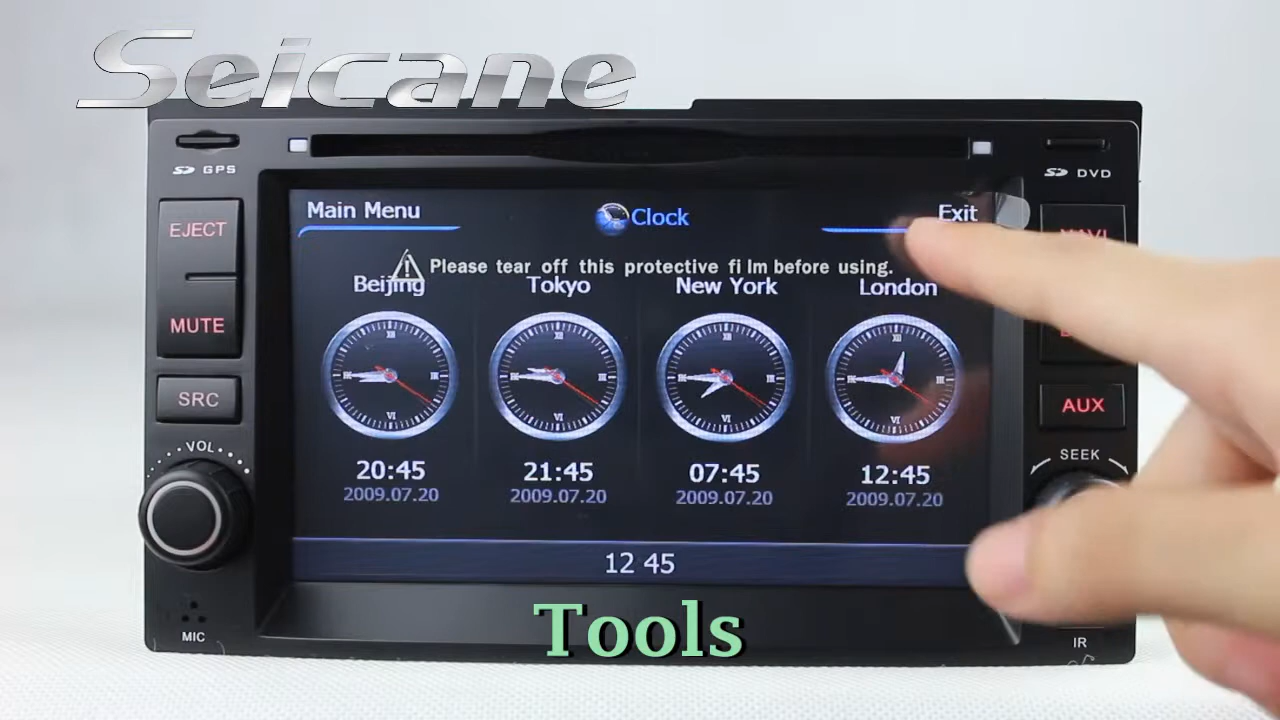 Seicane
GPS
DVD
EJECT
MUTE
SRC
VOL
MIC
Main Menu
Clock
Exit
Please tear off this protective film before using.
Beijing
Tokyo
New York
London
20:45
21:45
07:45
12:45
2009.07.20
2009.07.20
2009.07.20
2009.07.20
12 45
AUX
SEEK
IR
Tools